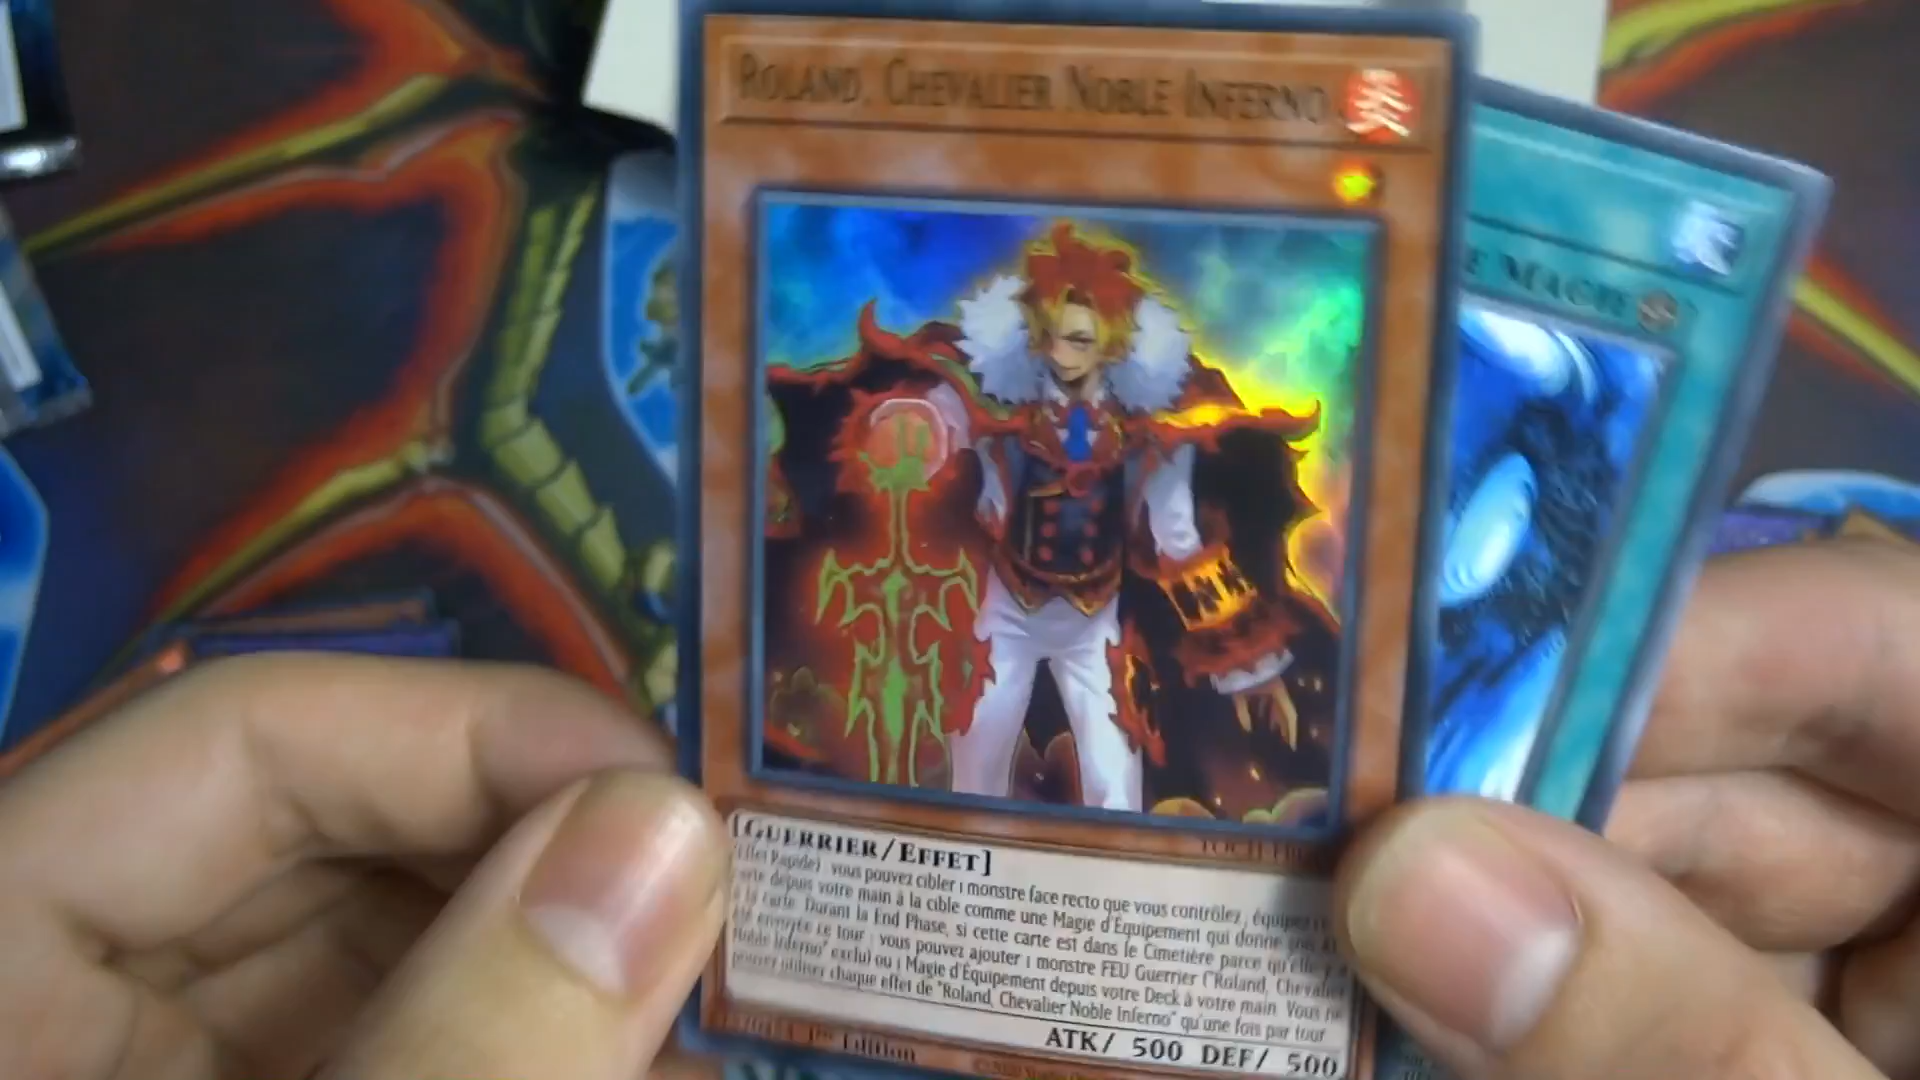 ROLAND, CHEVALIER NOBLE INFERNO
炎
E MAGIE
[GUERRIER/EFFET]
(Effet Rapide) : vous pouvez cibler 1 monstre face recto que vous contrôlez ; équipez
carte depuis votre main à la cible comme une Magie d'Équipement qui donne
à la carte. Durant la End Phase, si cette carte est dans le Cimetière parce qu'elle y a
été envoyée ce tour : vous pouvez ajouter 1 monstre FEU Guerrier ("Roland, Chevalier
Noble Inferno" exclu) ou 1 Magie d'Équipement depuis votre Deck à votre main. Vous ne
pouvez utiliser chaque effet de "Roland, Chevalier Noble Inferno" qu'une fois par tour
ATK/ 500 DEF/ 500
1re Edition